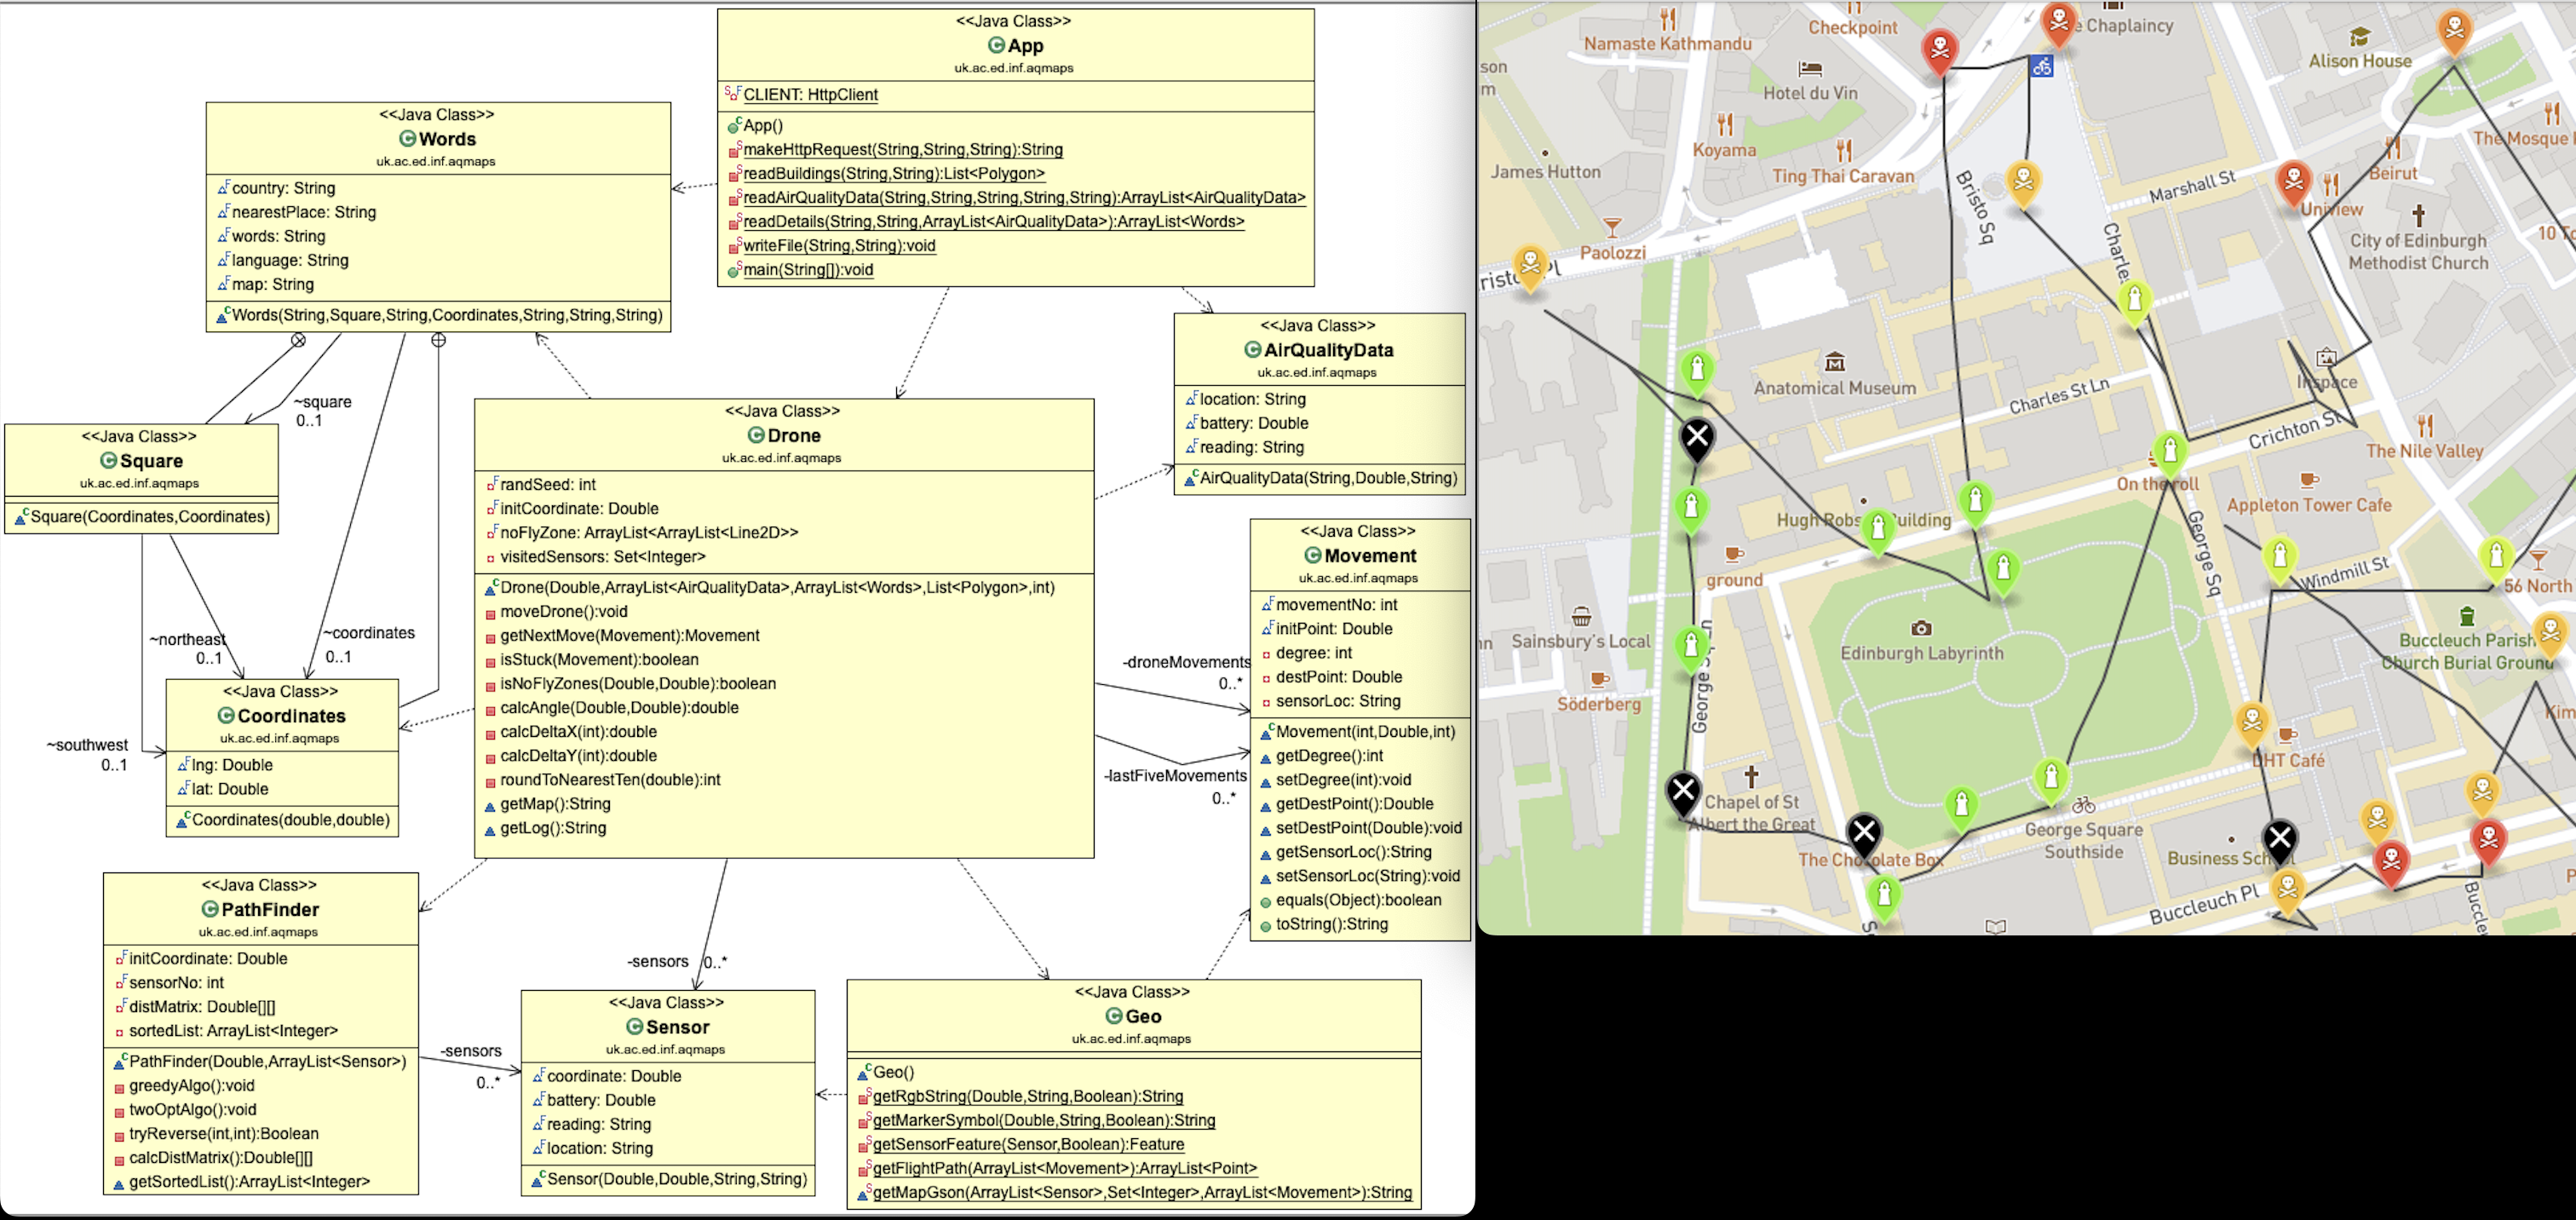 <<Java Class>>
App
uk.ac.ed.inf.aqmaps
CLIENT: HttpClient
App()
makeHttpRequest(String,String,String):String
readBuildings(String,String):List<Polygon>
readAirQualityData(String,String,String,String,String):ArrayList<AirQualityData>
readDetails(String,String,ArrayList<AirQualityData>):ArrayList<Words>
writeFile(String,String):void
main(String[]):void
<<Java Class>>
Words
uk.ac.ed.inf.aqmaps
country: String
nearestPlace: String
words: String
language: String
map: String
Words(String,Square,String,Coordinates,String,String,String)
~square
0..1
<<Java Class>>
AirQualityData
uk.ac.ed.inf.aqmaps
location: String
battery: Double
reading: String
AirQualityData(String,Double,String)
<<Java Class>>
Square
uk.ac.ed.inf.aqmaps
Square(Coordinates,Coordinates)
<<Java Class>>
Drone
uk.ac.ed.inf.aqmaps
randSeed: int
initCoordinate: Double
noFlyZone: ArrayList<ArrayList<Line2D>>
visitedSensors: Set<Integer>
Drone(Double,ArrayList<AirQualityData>,ArrayList<Words>,List<Polygon>,int)
moveDrone():void
getNextMove(Movement):Movement
isStuck(Movement):boolean
isNoFlyZones(Double,Double):boolean
calcAngle(Double,Double):double
calcDeltaX(int):double
calcDeltaY(int):double
roundToNearestTen(double):int
getMap():String
getLog():String
<<Java Class>>
Movement
uk.ac.ed.inf.aqmaps
movementNo: int
initPoint: Double
degree: int
destPoint: Double
sensorLoc: String
Movement(int,Double,int)
getDegree():int
setDegree(int):void
getDestPoint():Double
setDestPoint(Double):void
getSensorLoc():String
setSensorLoc(String):void
equals(Object):boolean
toString():String
~northeast
0..1
~coordinates
0..1
-droneMovements
0..*
-lastFiveMovements
0..*
~southwest
0..1
<<Java Class>>
Coordinates
uk.ac.ed.inf.aqmaps
lng: Double
lat: Double
Coordinates(double,double)
<<Java Class>>
PathFinder
uk.ac.ed.inf.aqmaps
initCoordinate: Double
sensorNo: int
distMatrix: Double[][]
sortedList: ArrayList<Integer>
PathFinder(Double,ArrayList<Sensor>)
greedyAlgo():void
twoOptAlgo():void
tryReverse(int,int):Boolean
calcDistMatrix():Double[][]
getSortedList():ArrayList<Integer>
-sensors
0..*
-sensors
0..*
<<Java Class>>
Sensor
uk.ac.ed.inf.aqmaps
coordinate: Double
battery: Double
reading: String
location: String
Sensor(Double,Double,String,String)
<<Java Class>>
Geo
uk.ac.ed.inf.aqmaps
Geo()
getRgbString(Double,String,Boolean):String
getMarkerSymbol(Double,String,Boolean):String
getSensorFeature(Sensor,Boolean):Feature
getFlightPath(ArrayList<Movement>):ArrayList<Point>
getMapGson(ArrayList<Sensor>,Set<Integer>,ArrayList<Movement>):String
Namaste Kathmandu
Checkpoint
Chaplaincy
Alison House
Hotel du Vin
Koyama
Ting Thai Caravan
James Hutton
Paolozzi
Bristo Sq
Marshall St
Beirut
The Mosque
Uniview
City of Edinburgh
Methodist Church
Anatomical Museum
Charles St Ln
Inspace
Crichton St
The Nile Valley
On the roll
Appleton Tower Cafe
ground
George Sq
Windmill St
56 North
Edinburgh Labyrinth
Sainsbury's Local
Söderberg
Buccleuch Parish
Church Burial Ground
DHT Café
Chapel of St
Albert the Great
The Chocolate Box
George Square
Southside
Business
Buccleuch Pl